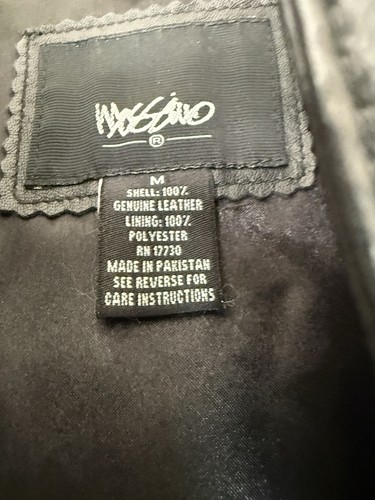 Mossimo
®
M
SHELL: 100%
GENUINE LEATHER
LINING: 100%
POLYESTER
RN 17730
MADE IN PAKISTAN
SEE REVERSE FOR
CARE INSTRUCTIONS